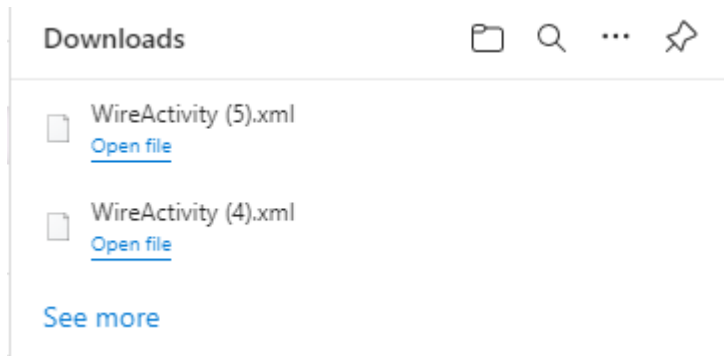 Downloads
WireActivity (5).xml
Open file
WireActivity (4).xml
Open file
See more